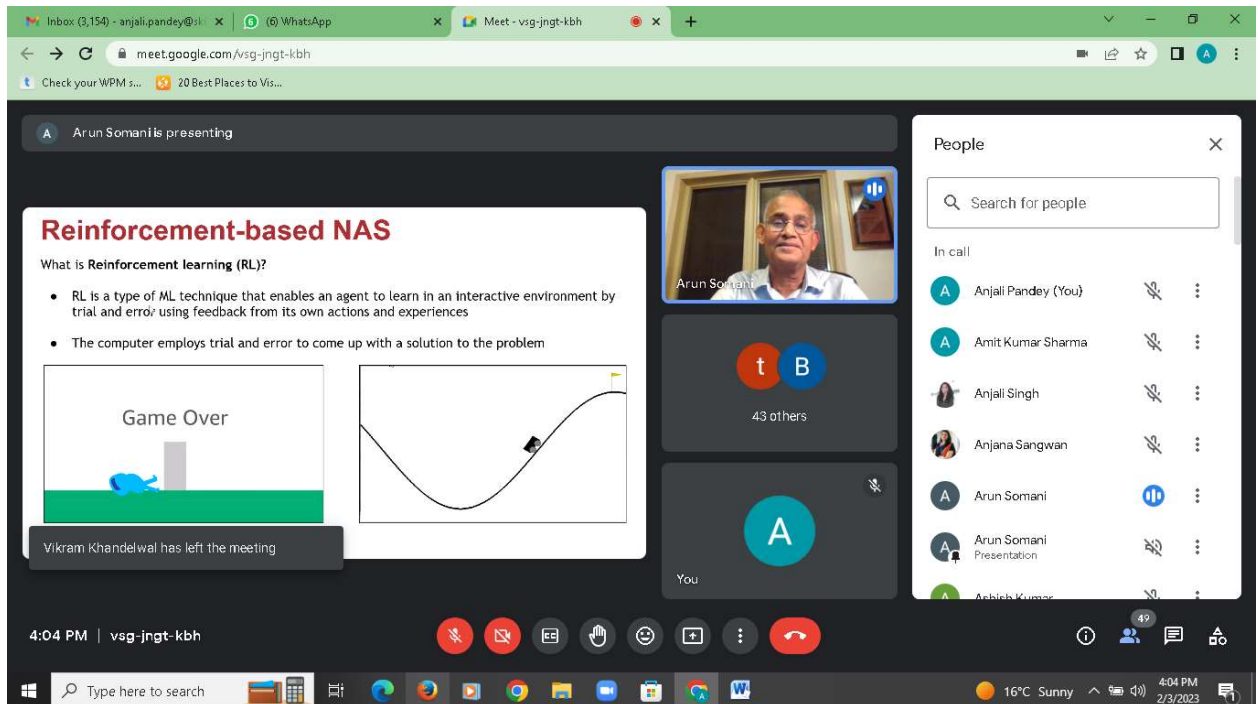 Inbox (3,154) - anjali.pandey@sk
(6) WhatsApp
Meet - vsg-jngt-kbh
meet.google.com/vsg-jngt-kbh
A
Check your WPM s...
20 Best Places to Vis...
A Arun Somani is presenting
Reinforcement-based NAS
What is Reinforcement learning (RL)?
• RL is a type of ML technique that enables an agent to learn in an interactive environment by
trial and error using feedback from its own actions and experiences
• The computer employs trial and error to come up with a solution to the problem
Game Over
Vikram Khandelwal has left the meeting
Arun Somani
t B
43 others
A
You
People
Search for people
In call
A Anjali Pandey (You)
A Amit Kumar Sharma
Anjali Singh
Anjana Sangwan
A Arun Somani
A Arun Somani
Presentation
A Ashish Kumar
4:04 PM | vsg-jngt-kbh
49
Type here to search
16°C Sunny
4:04 PM
2/3/2023